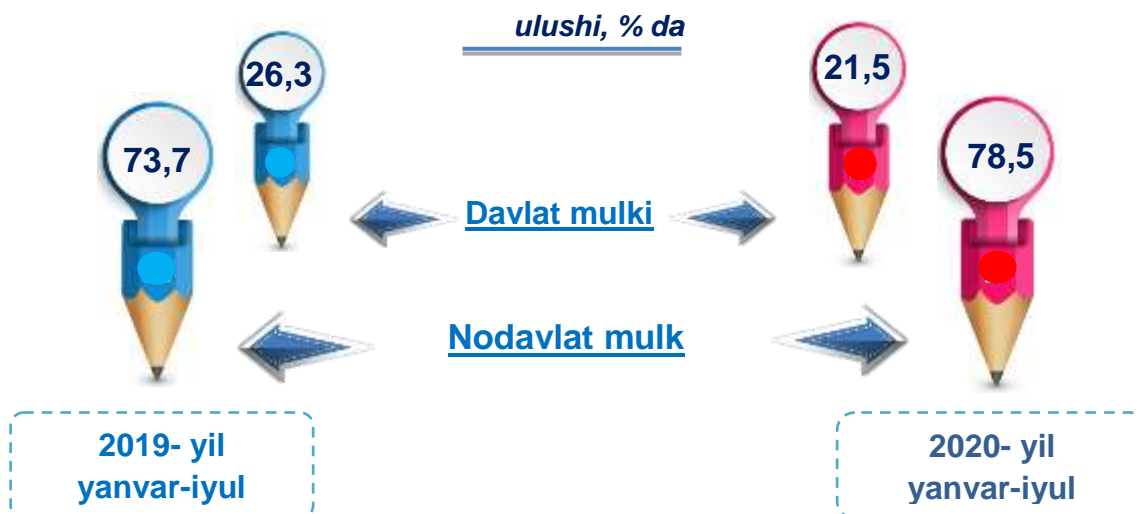 ulushi, % da
26,3
21,5
73,7
78,5
Davlat mulki
Nodavlat mulk
2019- yil
yanvar-iyul
2020- yil
yanvar-iyul